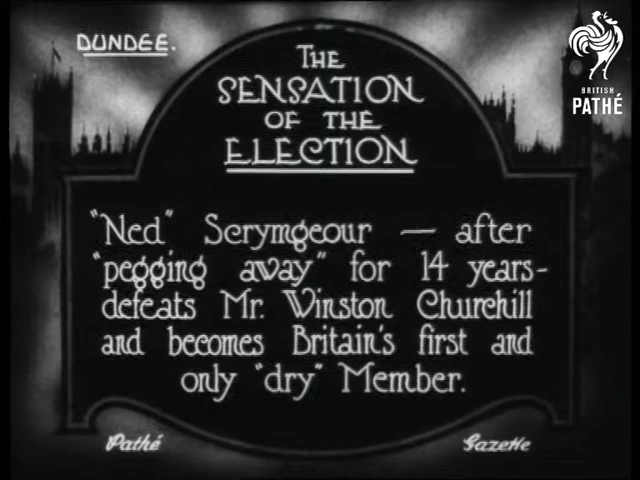 DUNDEE.
BRITISH
PATHÉ
THE
SENSATION
OF THE
ELECTION
"Ned" Scrymgeour — after
"pegging away" for 14 years-
defeats Mr. Winston Churchill
and becomes Britain's first and
only "dry" Member.
Pathé Gazette